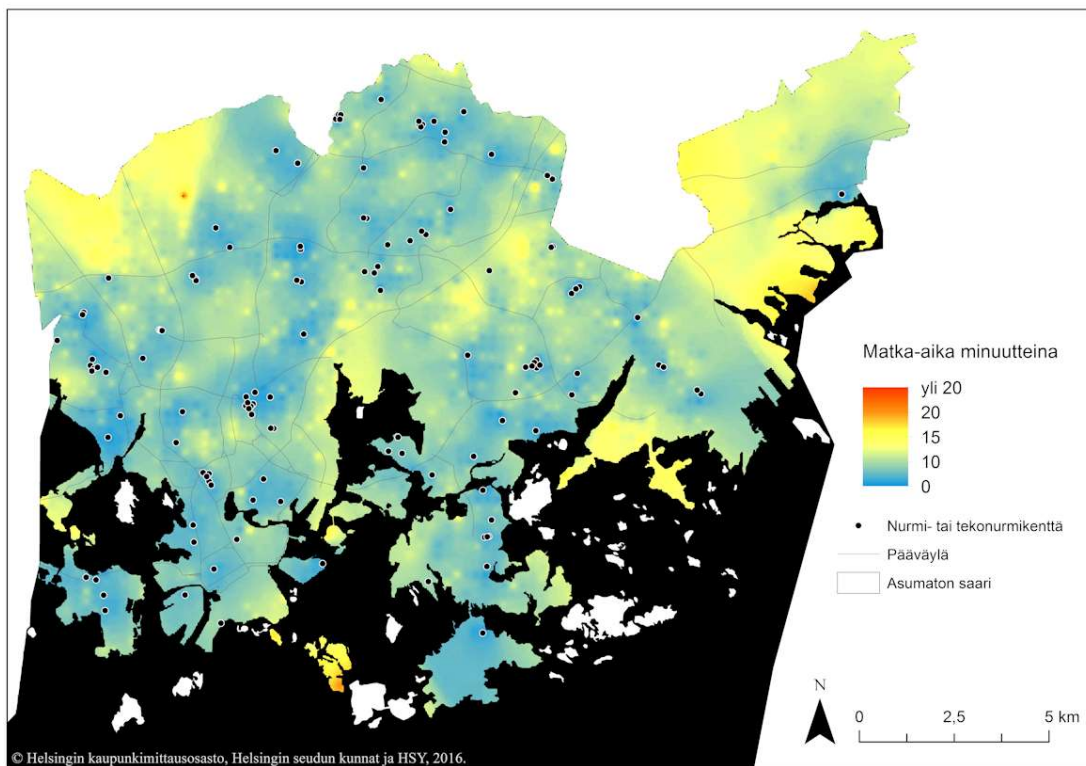 Matka-aika minuutteina
yli 20
20
15
10
0
Nurmi- tai tekonurmikenttä
Pääväylä
Asumaton saari
N
0 2,5 5 km
© Helsingin kaupunkimittausosasto, Helsingin seudun kunnat ja HSY, 2016.